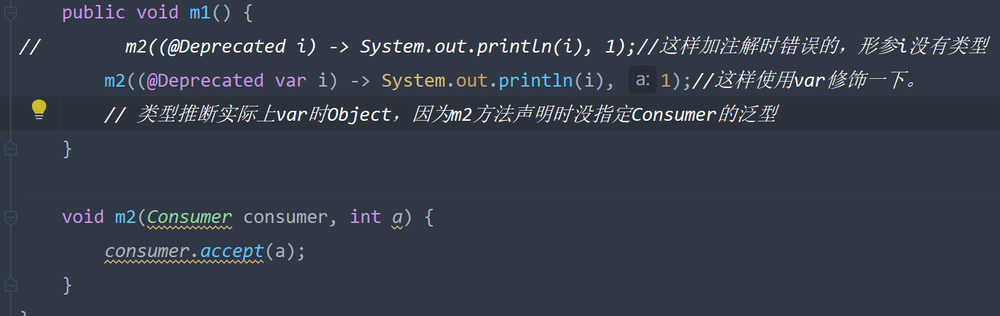 public void m1() {
//        m2((@Deprecated i) -> System.out.println(i), 1);//这样加注解时错误的，形参i没有类型
m2((@Deprecated var i) -> System.out.println(i), a: 1);//这样使用var修饰一下。
// 类型推断实际上var时Object，因为m2方法声明时没指定Consumer的泛型
}
void m2(Consumer consumer, int a) {
consumer.accept(a);
}